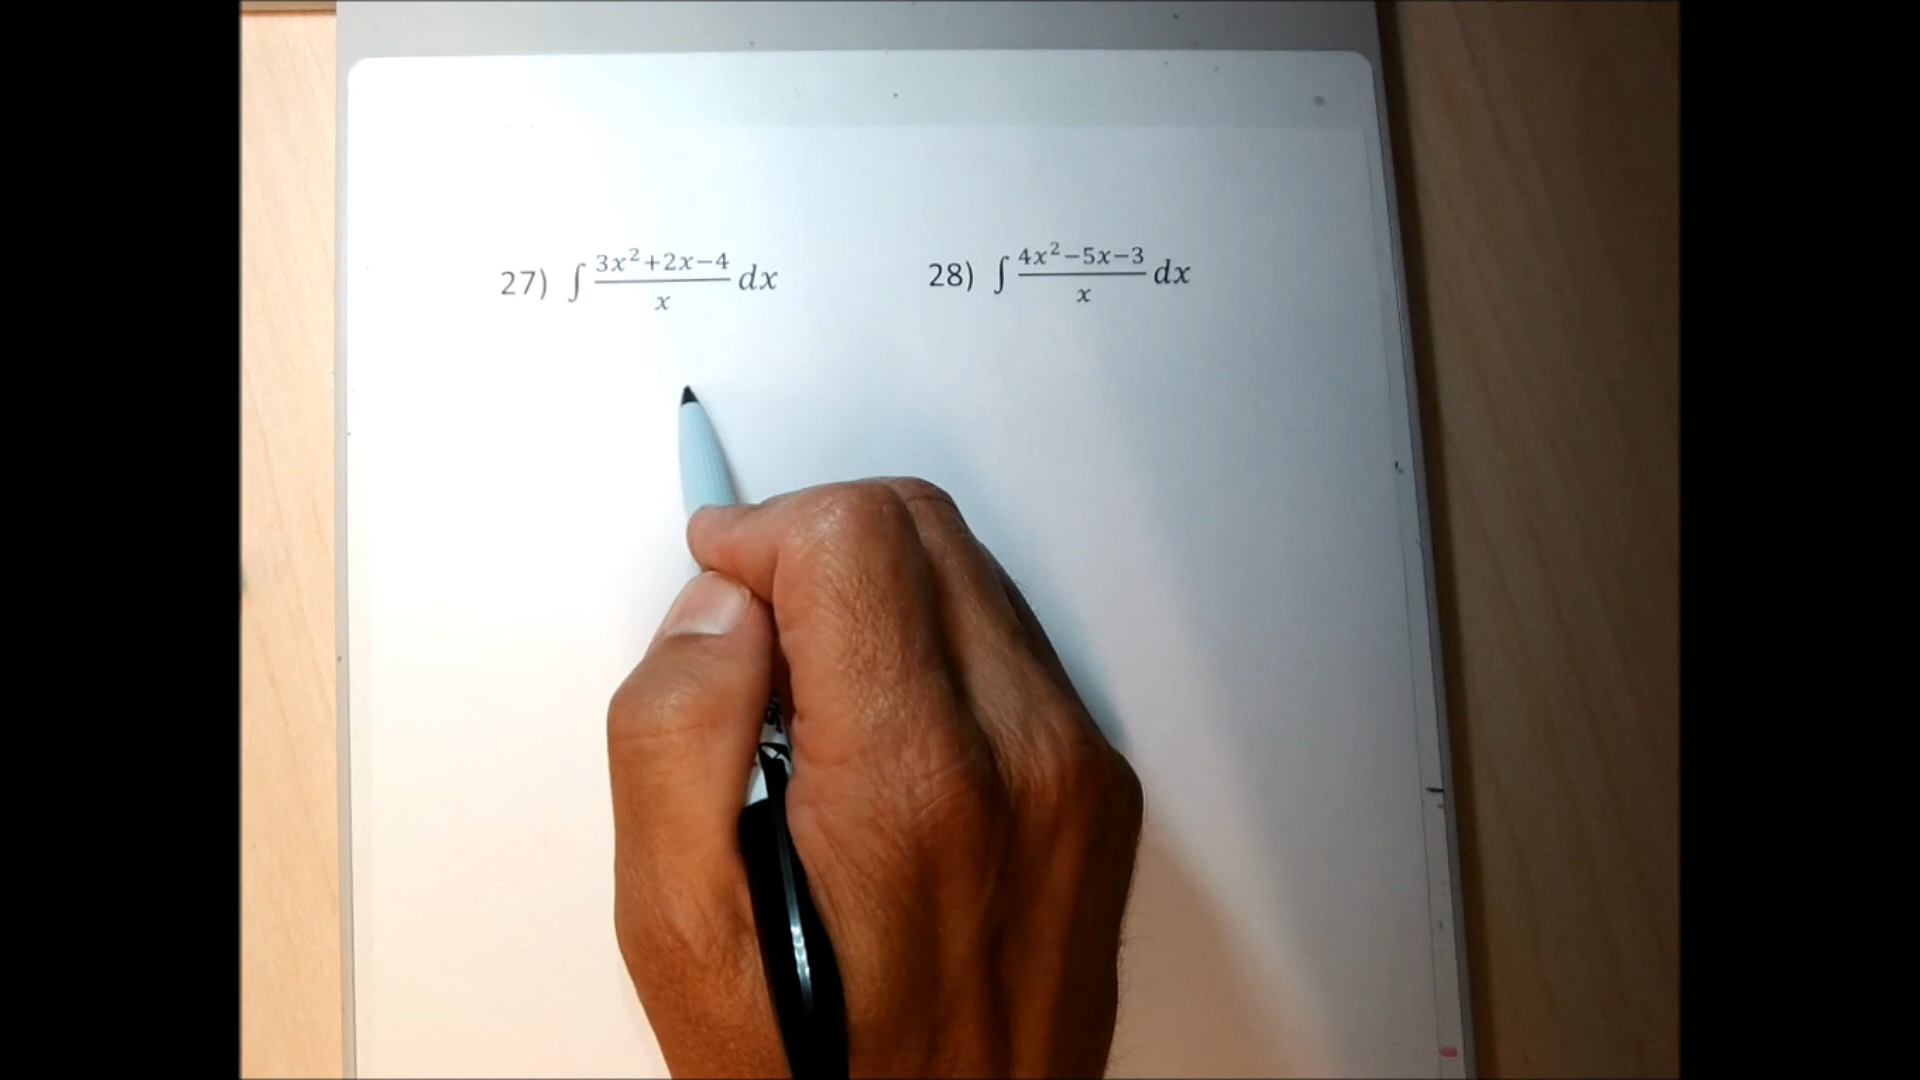 27) ∫ (3x²+2x−4)/x dx
28) ∫ (4x²−5x−3)/x dx